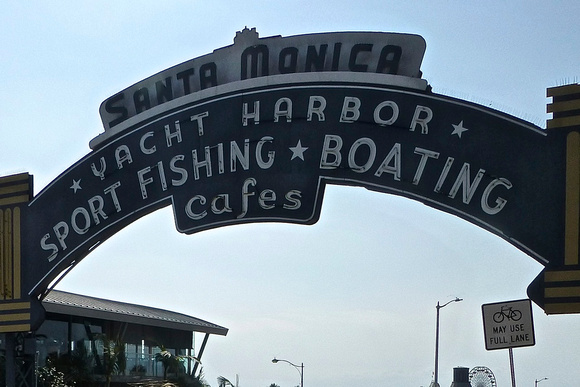 SANTA MONICA
★ YACHT HARBOR ★
SPORT FISHING ★ BOATING
Cafes
MAY USE
FULL LANE